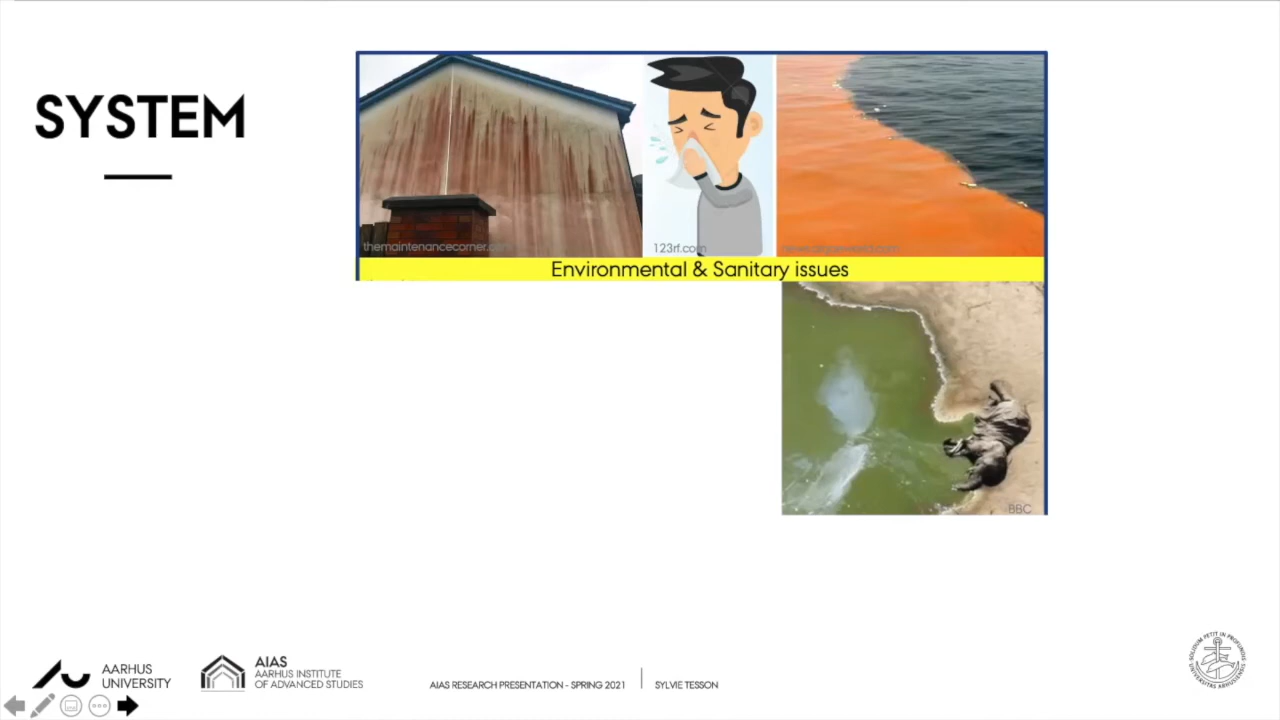 SYSTEM
themaintenancecorner.com
123rf.com
Environmental & Sanitary issues
BBC
AARHUS
UNIVERSITY
AIAS
AARHUS INSTITUTE
OF ADVANCED STUDIES
AIAS RESEARCH PRESENTATION - SPRING 2021
SYLVIE TESSON